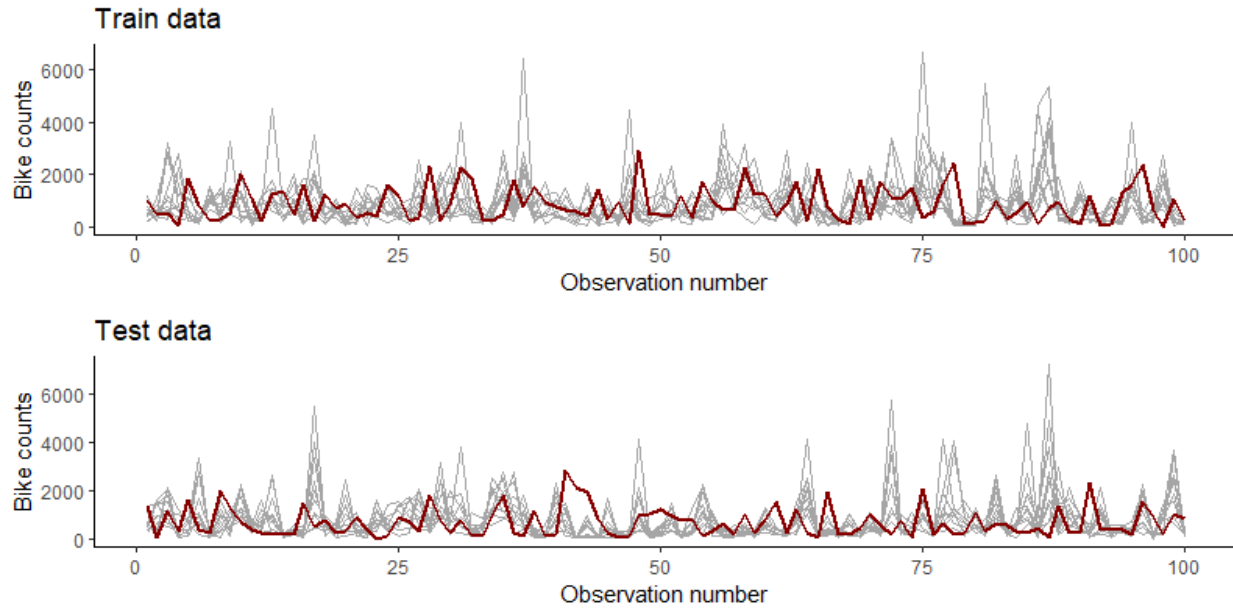 Train data
Bike counts
6000
4000
2000
0
0 25 50 75 100
Observation number
Test data
Bike counts
6000
4000
2000
0
0 25 50 75 100
Observation number